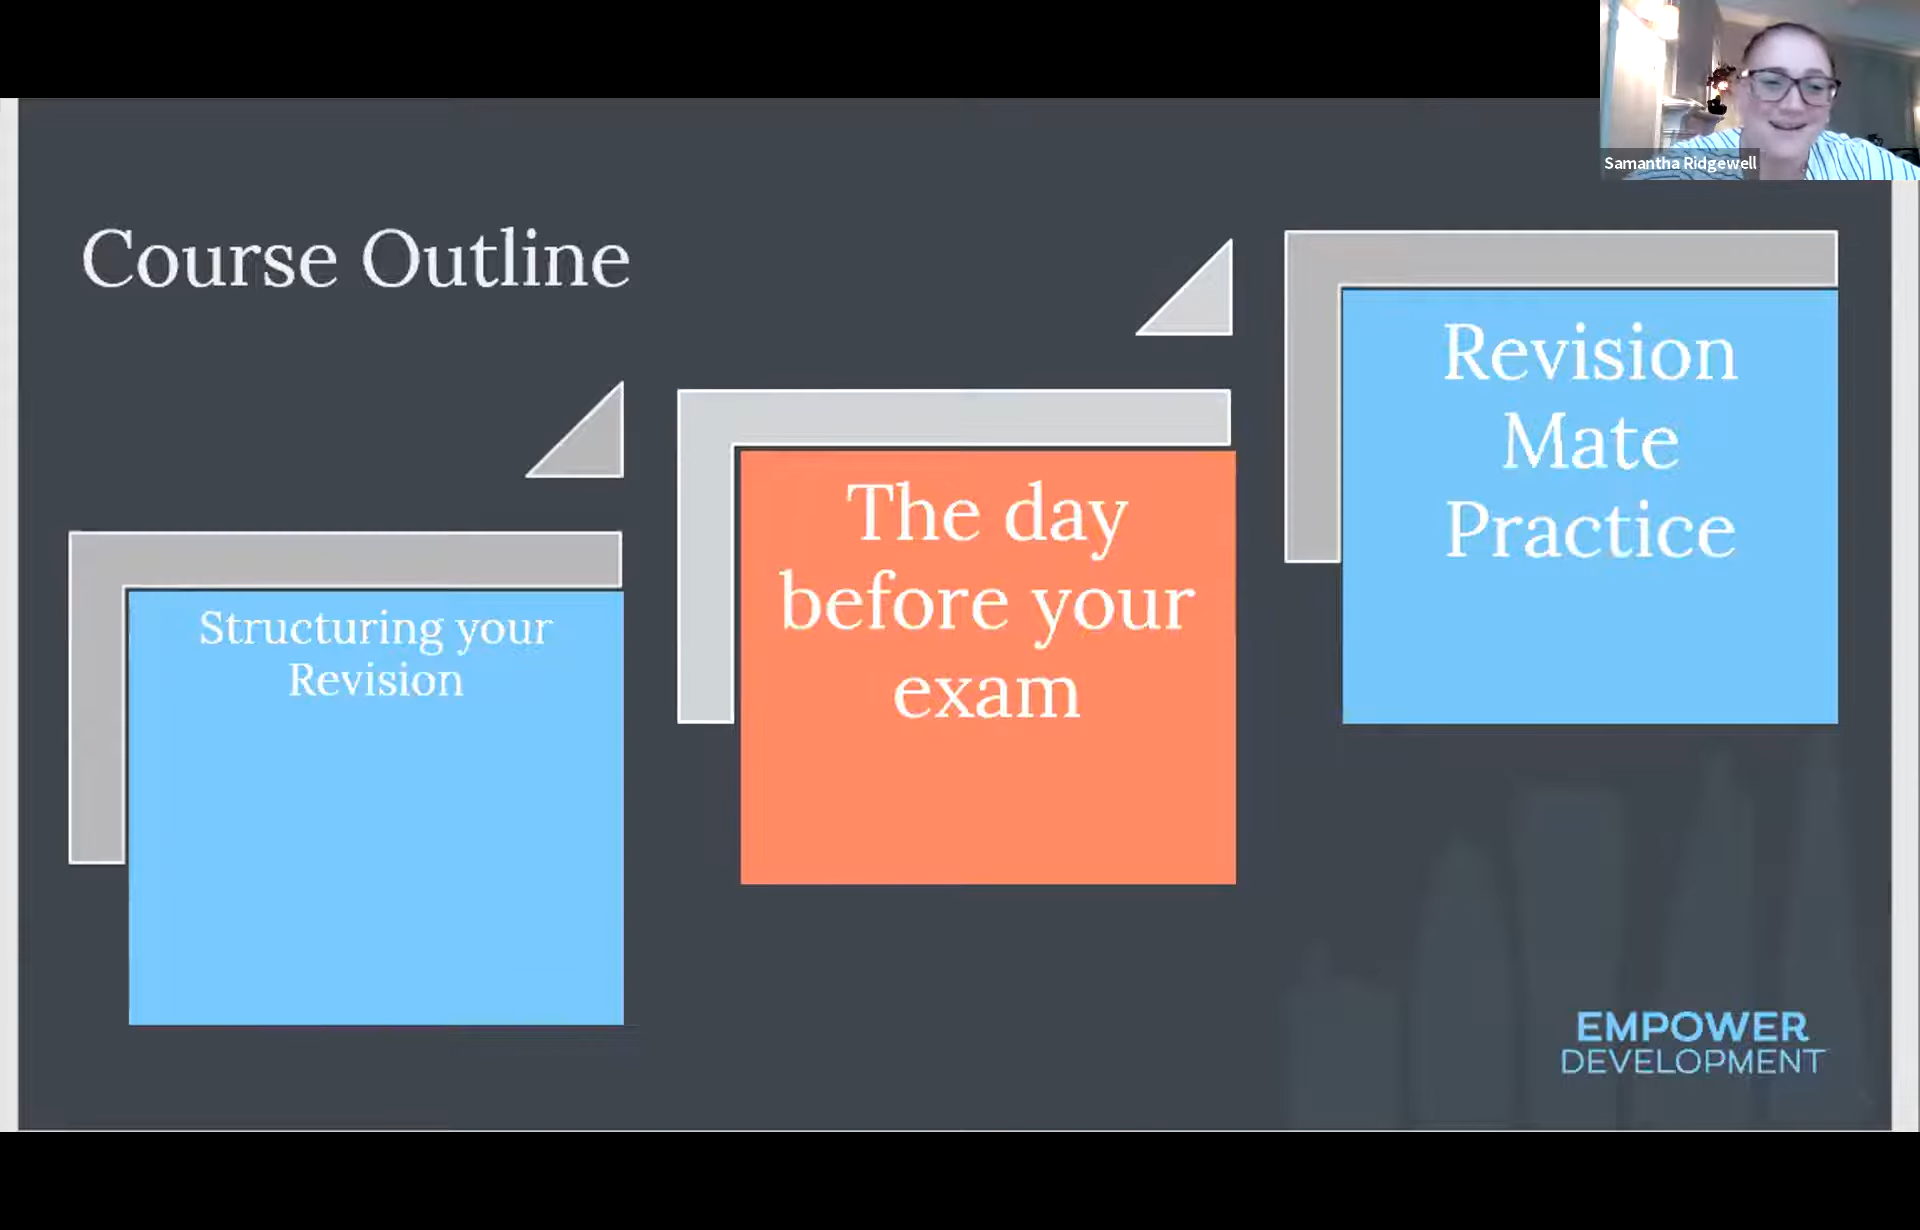 Samantha Ridgewell
Course Outline
Structuring your
Revision
The day
before your
exam
Revision
Mate
Practice
EMPOWER
DEVELOPMENT